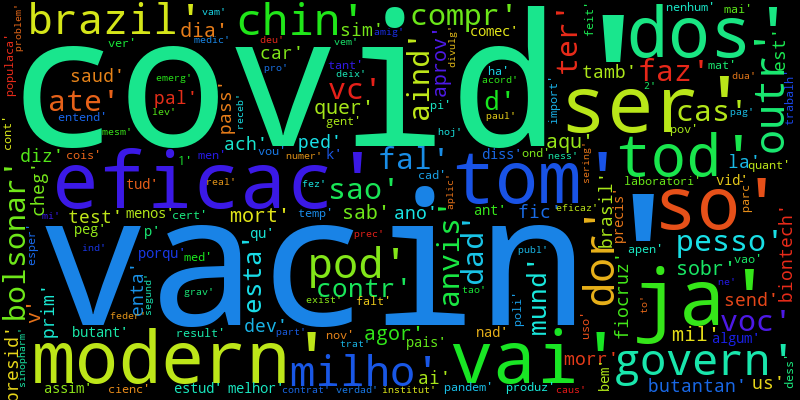 brazil'
dia'
chin'
sim'
compr'
ter'
feit'
nenhum'
mai'
dos'
covid'
vam'
medic'
deu'
vem'
amig'
comec'
ver'
car'
tant'
deix'
pro'
aind'
aprov'
divulg'
tamb'
faz'
mat'
est'
outr'
populaca'
problem'
saud'
emerg'
pal'
lev'
ate'
entend'
pass'
receb'
vc'
quer'
gent'
ha'
acord'
d'
pi'
paul'
import'
ser'
2'
dua'
cas'
pag'
pov'
trabalh
cont'
mesm'
hoj'
diz'
cois'
1'
men'
ach'
vou'
ped'
numer'
k'
fal'
diss'
ond'
aqu'
ness'
sering'
tod'
la'
quant'
cheg'
eficac'
tud'
real'
fez'
sao'
cad'
aplic'
tom'
eficaz'
laboratori'
vid'
parc'
bolsonar'
mi'
test'
menos'
cert'
mort'
temp'
sab'
ano'
ant'
fic'
precis
brasil'
so'
peg'
p'
qu'
prec'
vacin'
anvis'
dad'
publ'
dor'
apen'
pesso'
esper'
ind'
porqu'
med'
esta'
pod'
contr'
tao'
mund'
sobr'
vao'
ne'
biontech'
prim'
enta'
segund'
grav'
exist'
falt'
poli'
fiocruz'
to'
ja'
send'
v'
feder'
butant'
result'
dev'
part'
nov'
agor'
nad'
uso'
mil'
voc'
algum'
presid'
sinopharm'
modern'
trat'
pais'
vai'
morr'
bem'
govern'
dess'
assim'
cienc'
estud'
melhor'
contrat'
milho'
verdad'
ai'
institut'
pandem'
produz'
caus'
butantan'
us'